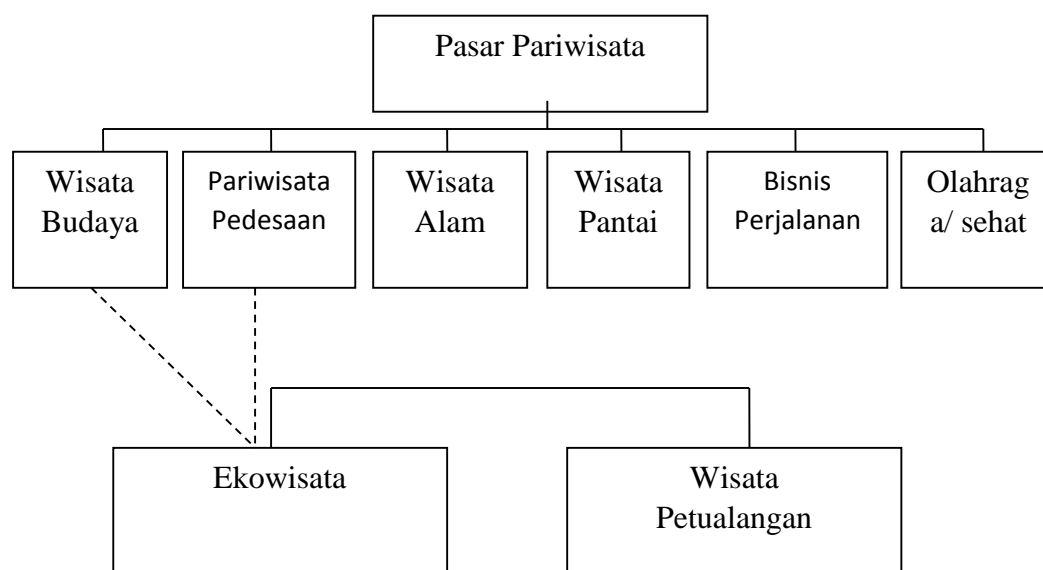 Pasar Pariwisata
Wisata
Budaya
Pariwisata
Pedesaan
Wisata
Alam
Wisata
Pantai
Bisnis
Perjalanan
Olahrag
a/ sehat
Ekowisata
Wisata
Petualangan